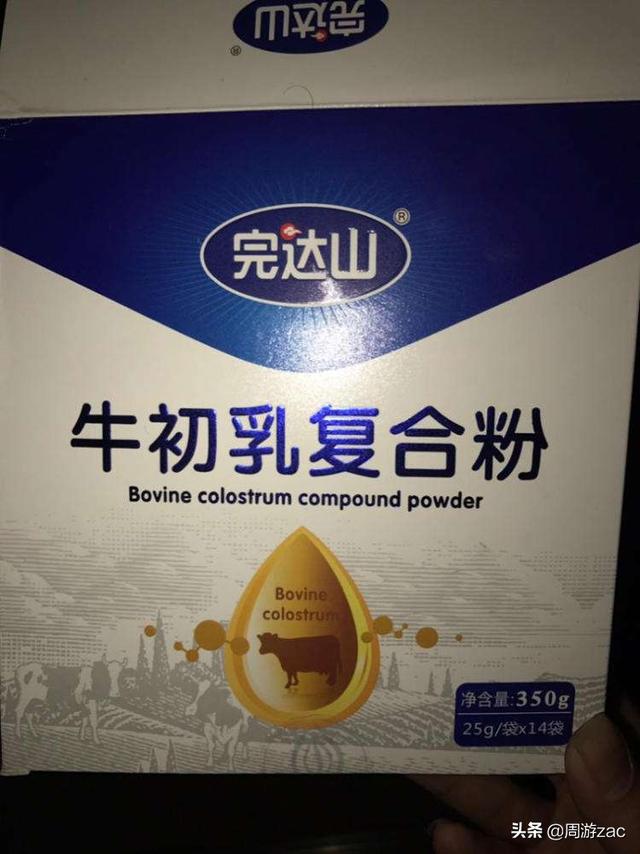 完达山
®
完达山
®
牛初乳复合粉
Bovine colostrum compound powder
Bovine
colostrum
净含量:350g
25g/袋x14袋
头条 @周游zac